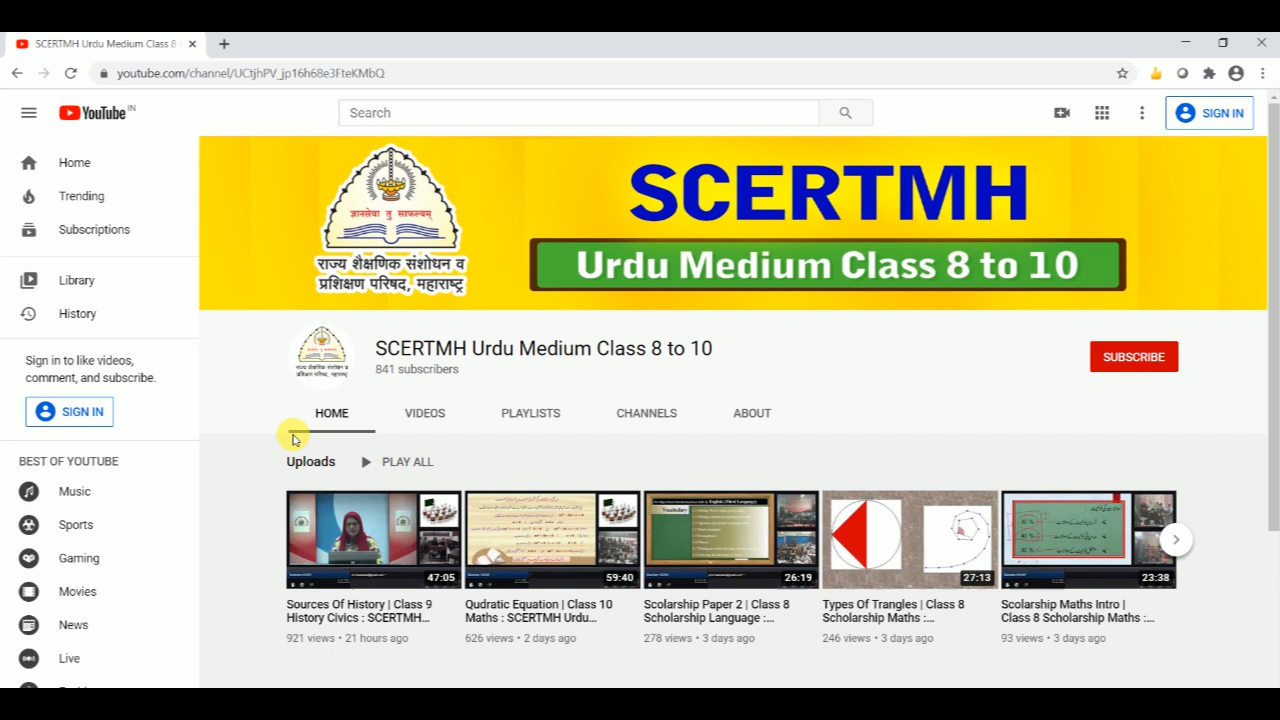 SCERTMH Urdu Medium Class 8
youtube.com/channel/UCtjhPV_jp16h68e3FteKMbQ
YouTube IN
Search
SIGN IN
Home
Trending
Subscriptions
Library
History
Sign in to like videos,
comment, and subscribe.
SIGN IN
BEST OF YOUTUBE
Music
Sports
Gaming
Movies
News
Live
ज्ञानसेवा तु साफल्यम्
राज्य शैक्षणिक संशोधन व
प्रशिक्षण परिषद, महाराष्ट्र
SCERTMH
Urdu Medium Class 8 to 10
SCERTMH Urdu Medium Class 8 to 10
841 subscribers
SUBSCRIBE
HOME VIDEOS PLAYLISTS CHANNELS ABOUT
Uploads PLAY ALL
Vocabulary
47:05 59:40 26:19 27:13 23:38
Sources Of History | Class 9
History Civics : SCERTMH...
921 views • 21 hours ago
Qudratic Equation | Class 10
Maths : SCERTMH Urdu...
626 views • 2 days ago
Scolarship Paper 2 | Class 8
Scholarship Language :...
278 views • 3 days ago
Types Of Trangles | Class 8
Scholarship Maths :...
246 views • 3 days ago
Scolarship Maths Intro |
Class 8 Scholarship Maths :...
93 views • 3 days ago